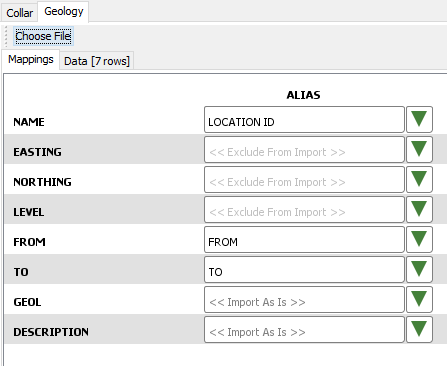 Collar Geology
Choose File
Mappings Data [7 rows]
ALIAS
NAME LOCATION ID
EASTING << Exclude From Import >>
NORTHING << Exclude From Import >>
LEVEL << Exclude From Import >>
FROM FROM
TO TO
GEOL << Import As Is >>
DESCRIPTION << Import As Is >>